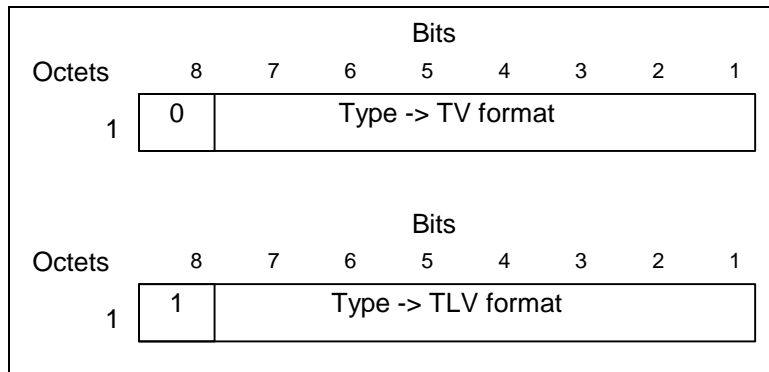 Bits
Octets 8 7 6 5 4 3 2 1
1 0 Type -> TV format
Bits
Octets 8 7 6 5 4 3 2 1
1 1 Type -> TLV format